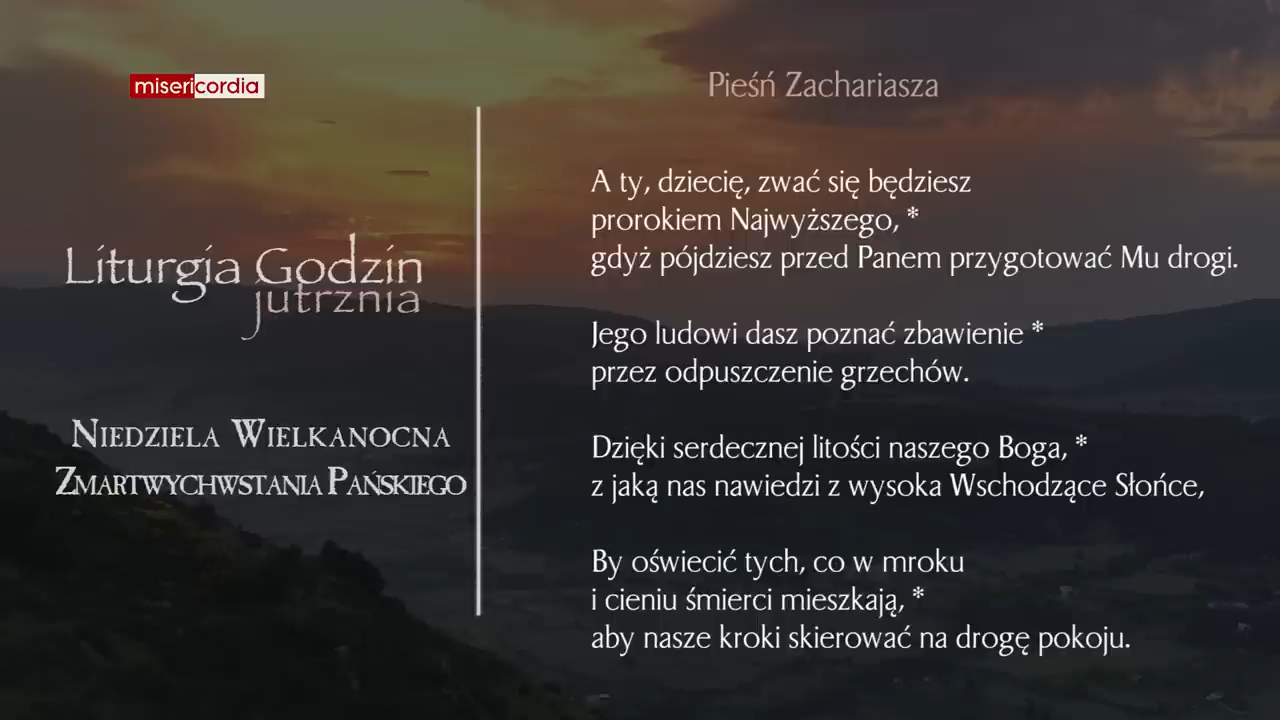 misericordia
Liturgia Godzin
jutrznia
Niedziela Wielkanocna
Zmartwychwstania Pańskiego
Pieśń Zachariasza
A ty, dziecię, zwać się będziesz
prorokiem Najwyższego, *
gdyż pójdziesz przed Panem przygotować Mu drogi.
Jego ludowi dasz poznać zbawienie *
przez odpuszczenie grzechów.
Dzięki serdecznej litości naszego Boga, *
z jaką nas nawiedzi z wysoka Wschodzące Słońce,
By oświecić tych, co w mroku
i cieniu śmierci mieszkają, *
aby nasze kroki skierować na drogę pokoju.